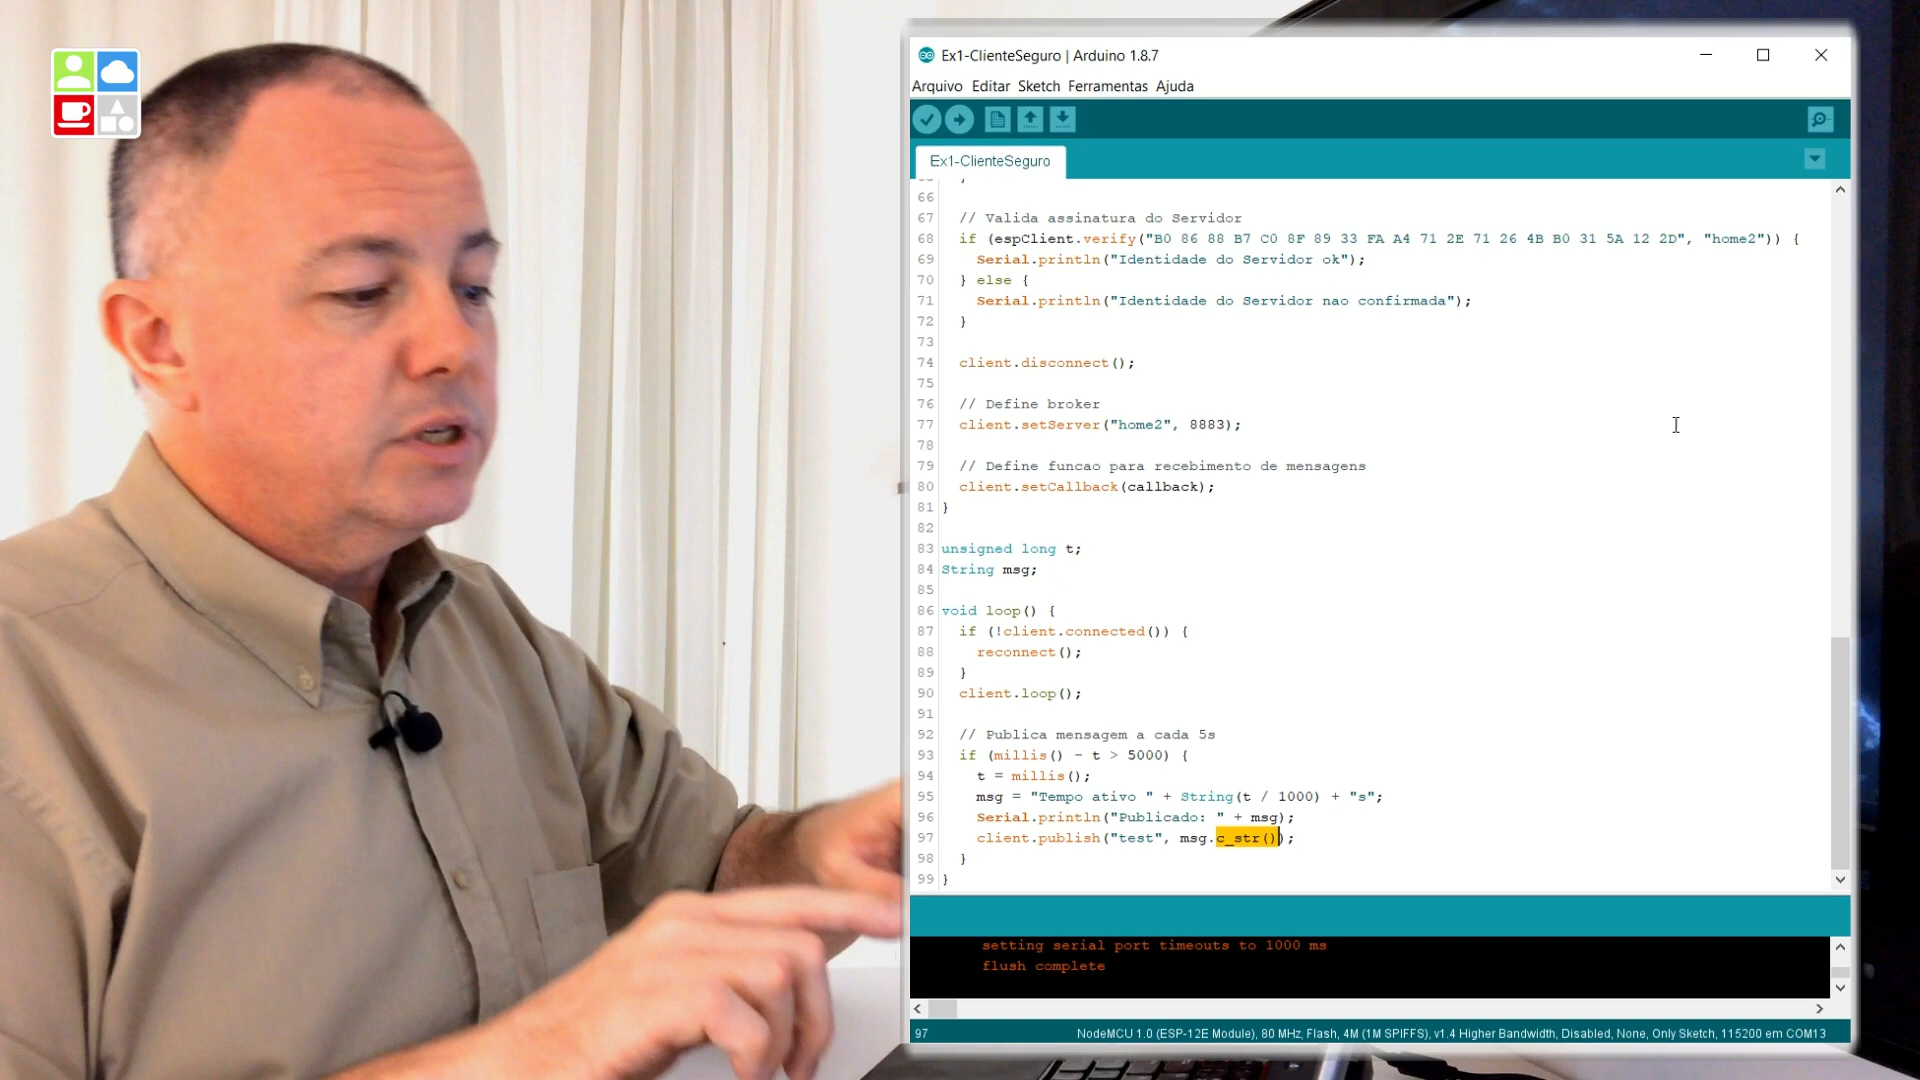 Ex1-ClienteSeguro | Arduino 1.8.7
Arquivo Editar Sketch Ferramentas Ajuda
Ex1-ClienteSeguro
66
67 // Valida assinatura do Servidor
68 if (espClient.verify("B0 86 88 B7 C0 8F 89 33 FA A4 71 2E 71 26 4B B0 31 5A 12 2D", "home2")) {
69 Serial.println("Identidade do Servidor ok");
70 } else {
71 Serial.println("Identidade do Servidor nao confirmada");
72 }
73
74 client.disconnect();
75
76 // Define broker
77 client.setServer("home2", 8883);
78
79 // Define funcao para recebimento de mensagens
80 client.setCallback(callback);
81 }
82
83 unsigned long t;
84 String msg;
85
86 void loop() {
87 if (!client.connected()) {
88 reconnect();
89 }
90 client.loop();
91
92 // Publica mensagem a cada 5s
93 if (millis() - t > 5000) {
94 t = millis();
95 msg = "Tempo ativo " + String(t / 1000) + "s";
96 Serial.println("Publicado: " + msg);
97 client.publish("test", msg.c_str());
98 }
99 }
setting serial port timeouts to 1000 ms
flush complete
97 NodeMCU 1.0 (ESP-12E Module), 80 MHz, Flash, 4M (1M SPIFFS), v1.4 Higher Bandwidth, Disabled, None, Only Sketch, 115200 em COM13